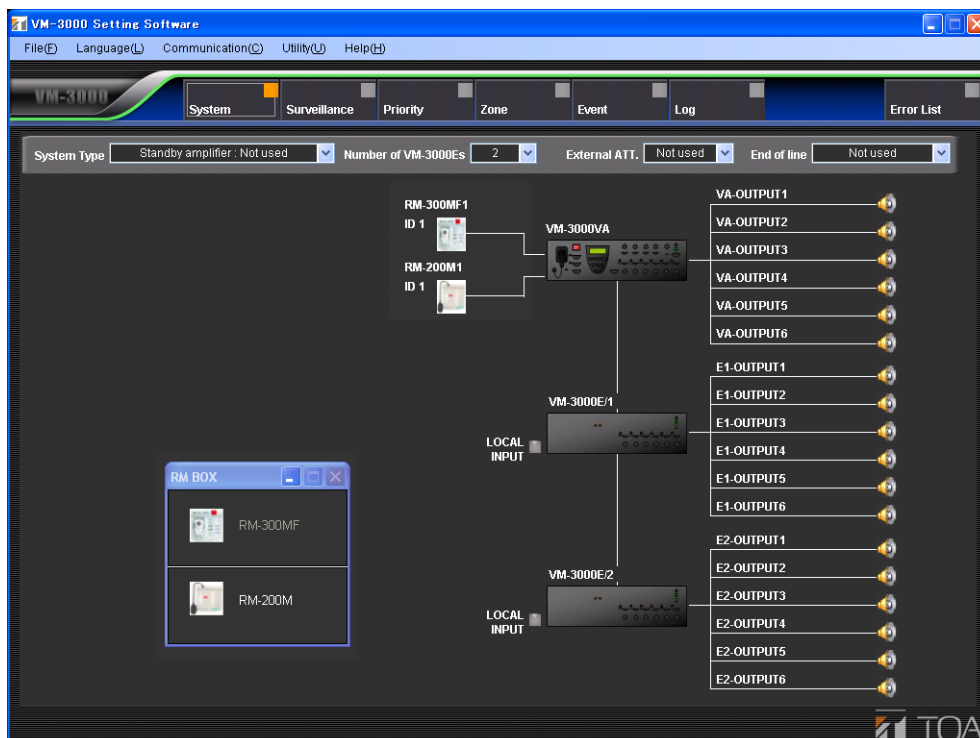 VM-3000 Setting Software
File(F) Language(L) Communication(C) Utility(U) Help(H)
VM-3000
System Surveillance Priority Zone Event Log Error List
System Type Standby amplifier : Not used Number of VM-3000Es 2 External ATT. Not used End of line Not used
RM-300MF1
ID 1
RM-200M1
ID 1
VM-3000VA
VA-OUTPUT1
VA-OUTPUT2
VA-OUTPUT3
VA-OUTPUT4
VA-OUTPUT5
VA-OUTPUT6
VM-3000E/1
LOCAL
INPUT
E1-OUTPUT1
E1-OUTPUT2
E1-OUTPUT3
E1-OUTPUT4
E1-OUTPUT5
E1-OUTPUT6
RM BOX
RM-300MF
RM-200M
VM-3000E/2
LOCAL
INPUT
E2-OUTPUT1
E2-OUTPUT2
E2-OUTPUT3
E2-OUTPUT4
E2-OUTPUT5
E2-OUTPUT6
TOA